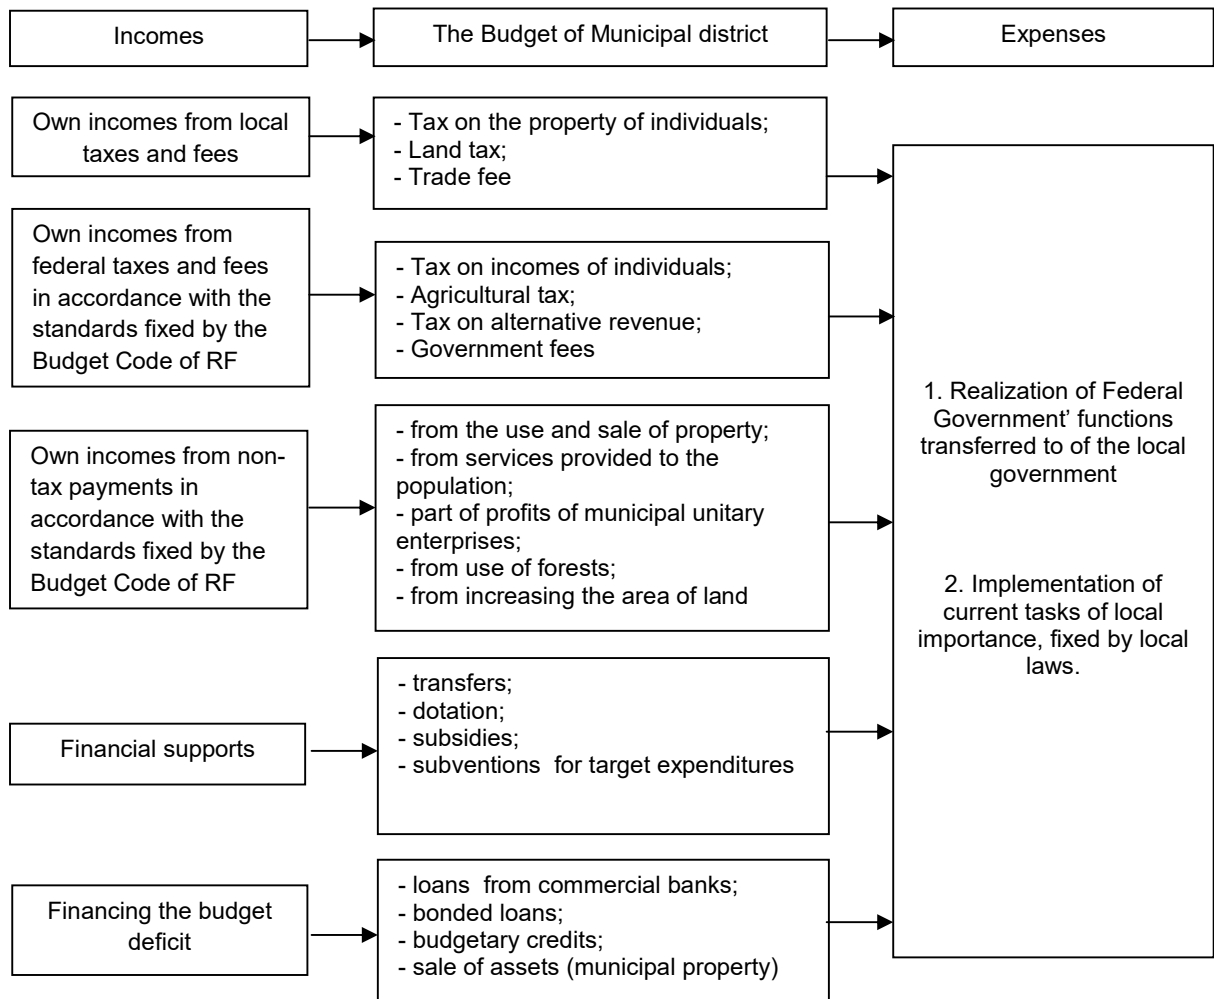 Incomes
The Budget of Municipal district
Expenses
Own incomes from local
taxes and fees
- Tax on the property of individuals;
- Land tax;
- Trade fee
Own incomes from
federal taxes and fees
in accordance with the
standards fixed by the
Budget Code of RF
- Tax on incomes of individuals;
- Agricultural tax;
- Tax on alternative revenue;
- Government fees
Own incomes from non-
tax payments in
accordance with the
standards fixed by the
Budget Code of RF
- from the use and sale of property;
- from services provided to the
population;
- part of profits of municipal unitary
enterprises;
- from use of forests;
- from increasing the area of land
Financial supports
- transfers;
- dotation;
- subsidies;
- subventions  for target expenditures
Financing the budget
deficit
- loans  from commercial banks;
- bonded loans;
- budgetary credits;
- sale of assets (municipal property)
1. Realization of Federal
Government’ functions
transferred to of the local
government
2. Implementation of
current tasks of local
importance, fixed by local
laws.